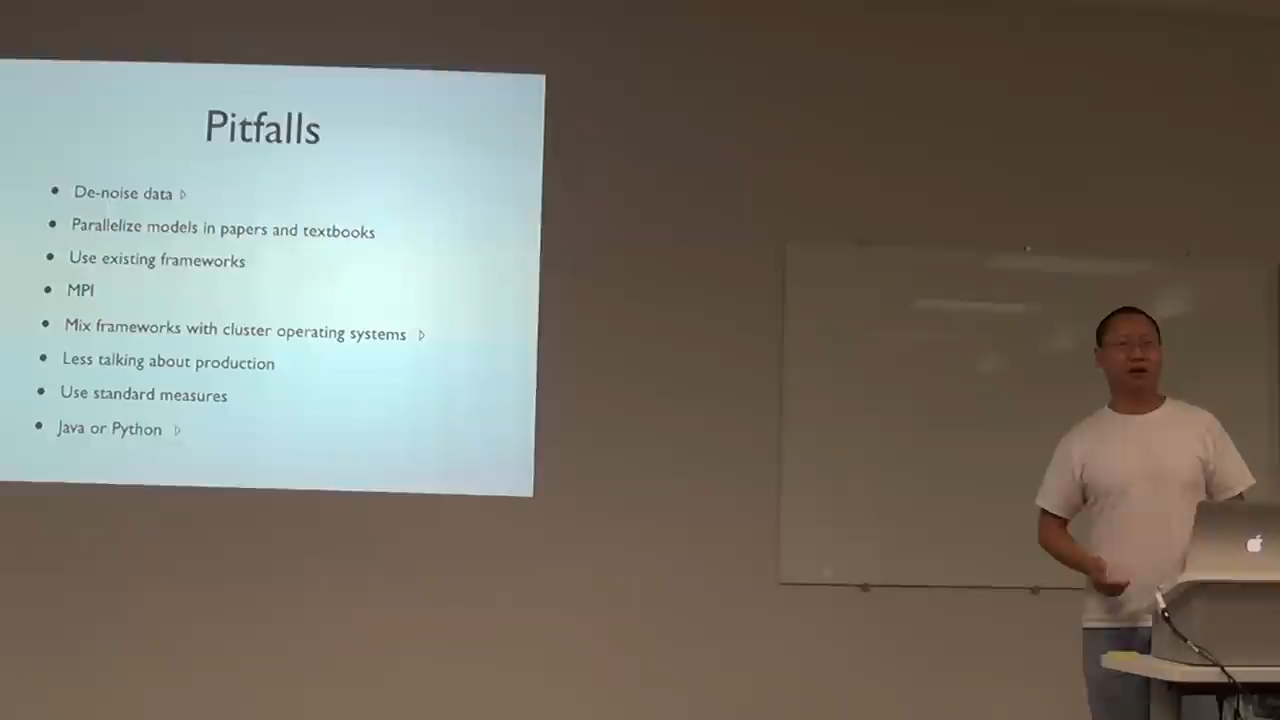 Pitfalls
De-noise data
Parallelize models in papers and textbooks
Use existing frameworks
MPI
Mix frameworks with cluster operating systems
Less talking about production
Use standard measures
Java or Python